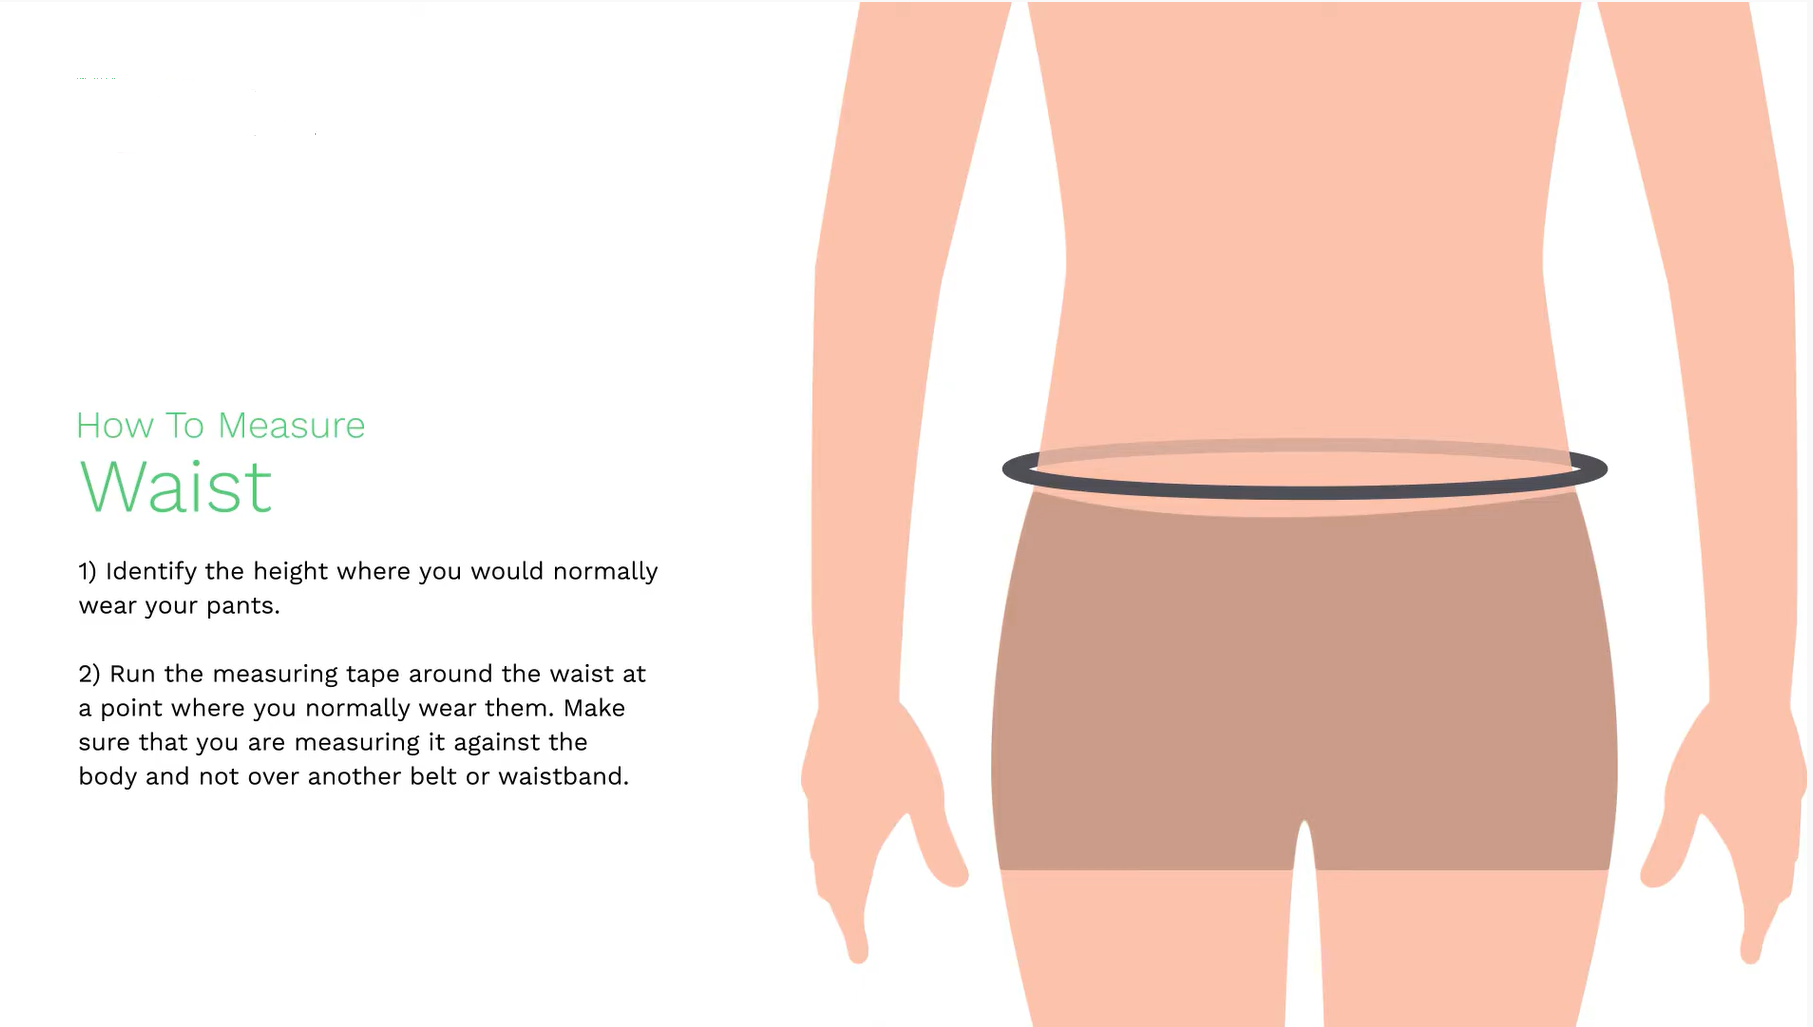 How To Measure
Waist
1) Identify the height where you would normally
wear your pants.
2) Run the measuring tape around the waist at
a point where you normally wear them. Make
sure that you are measuring it against the
body and not over another belt or waistband.